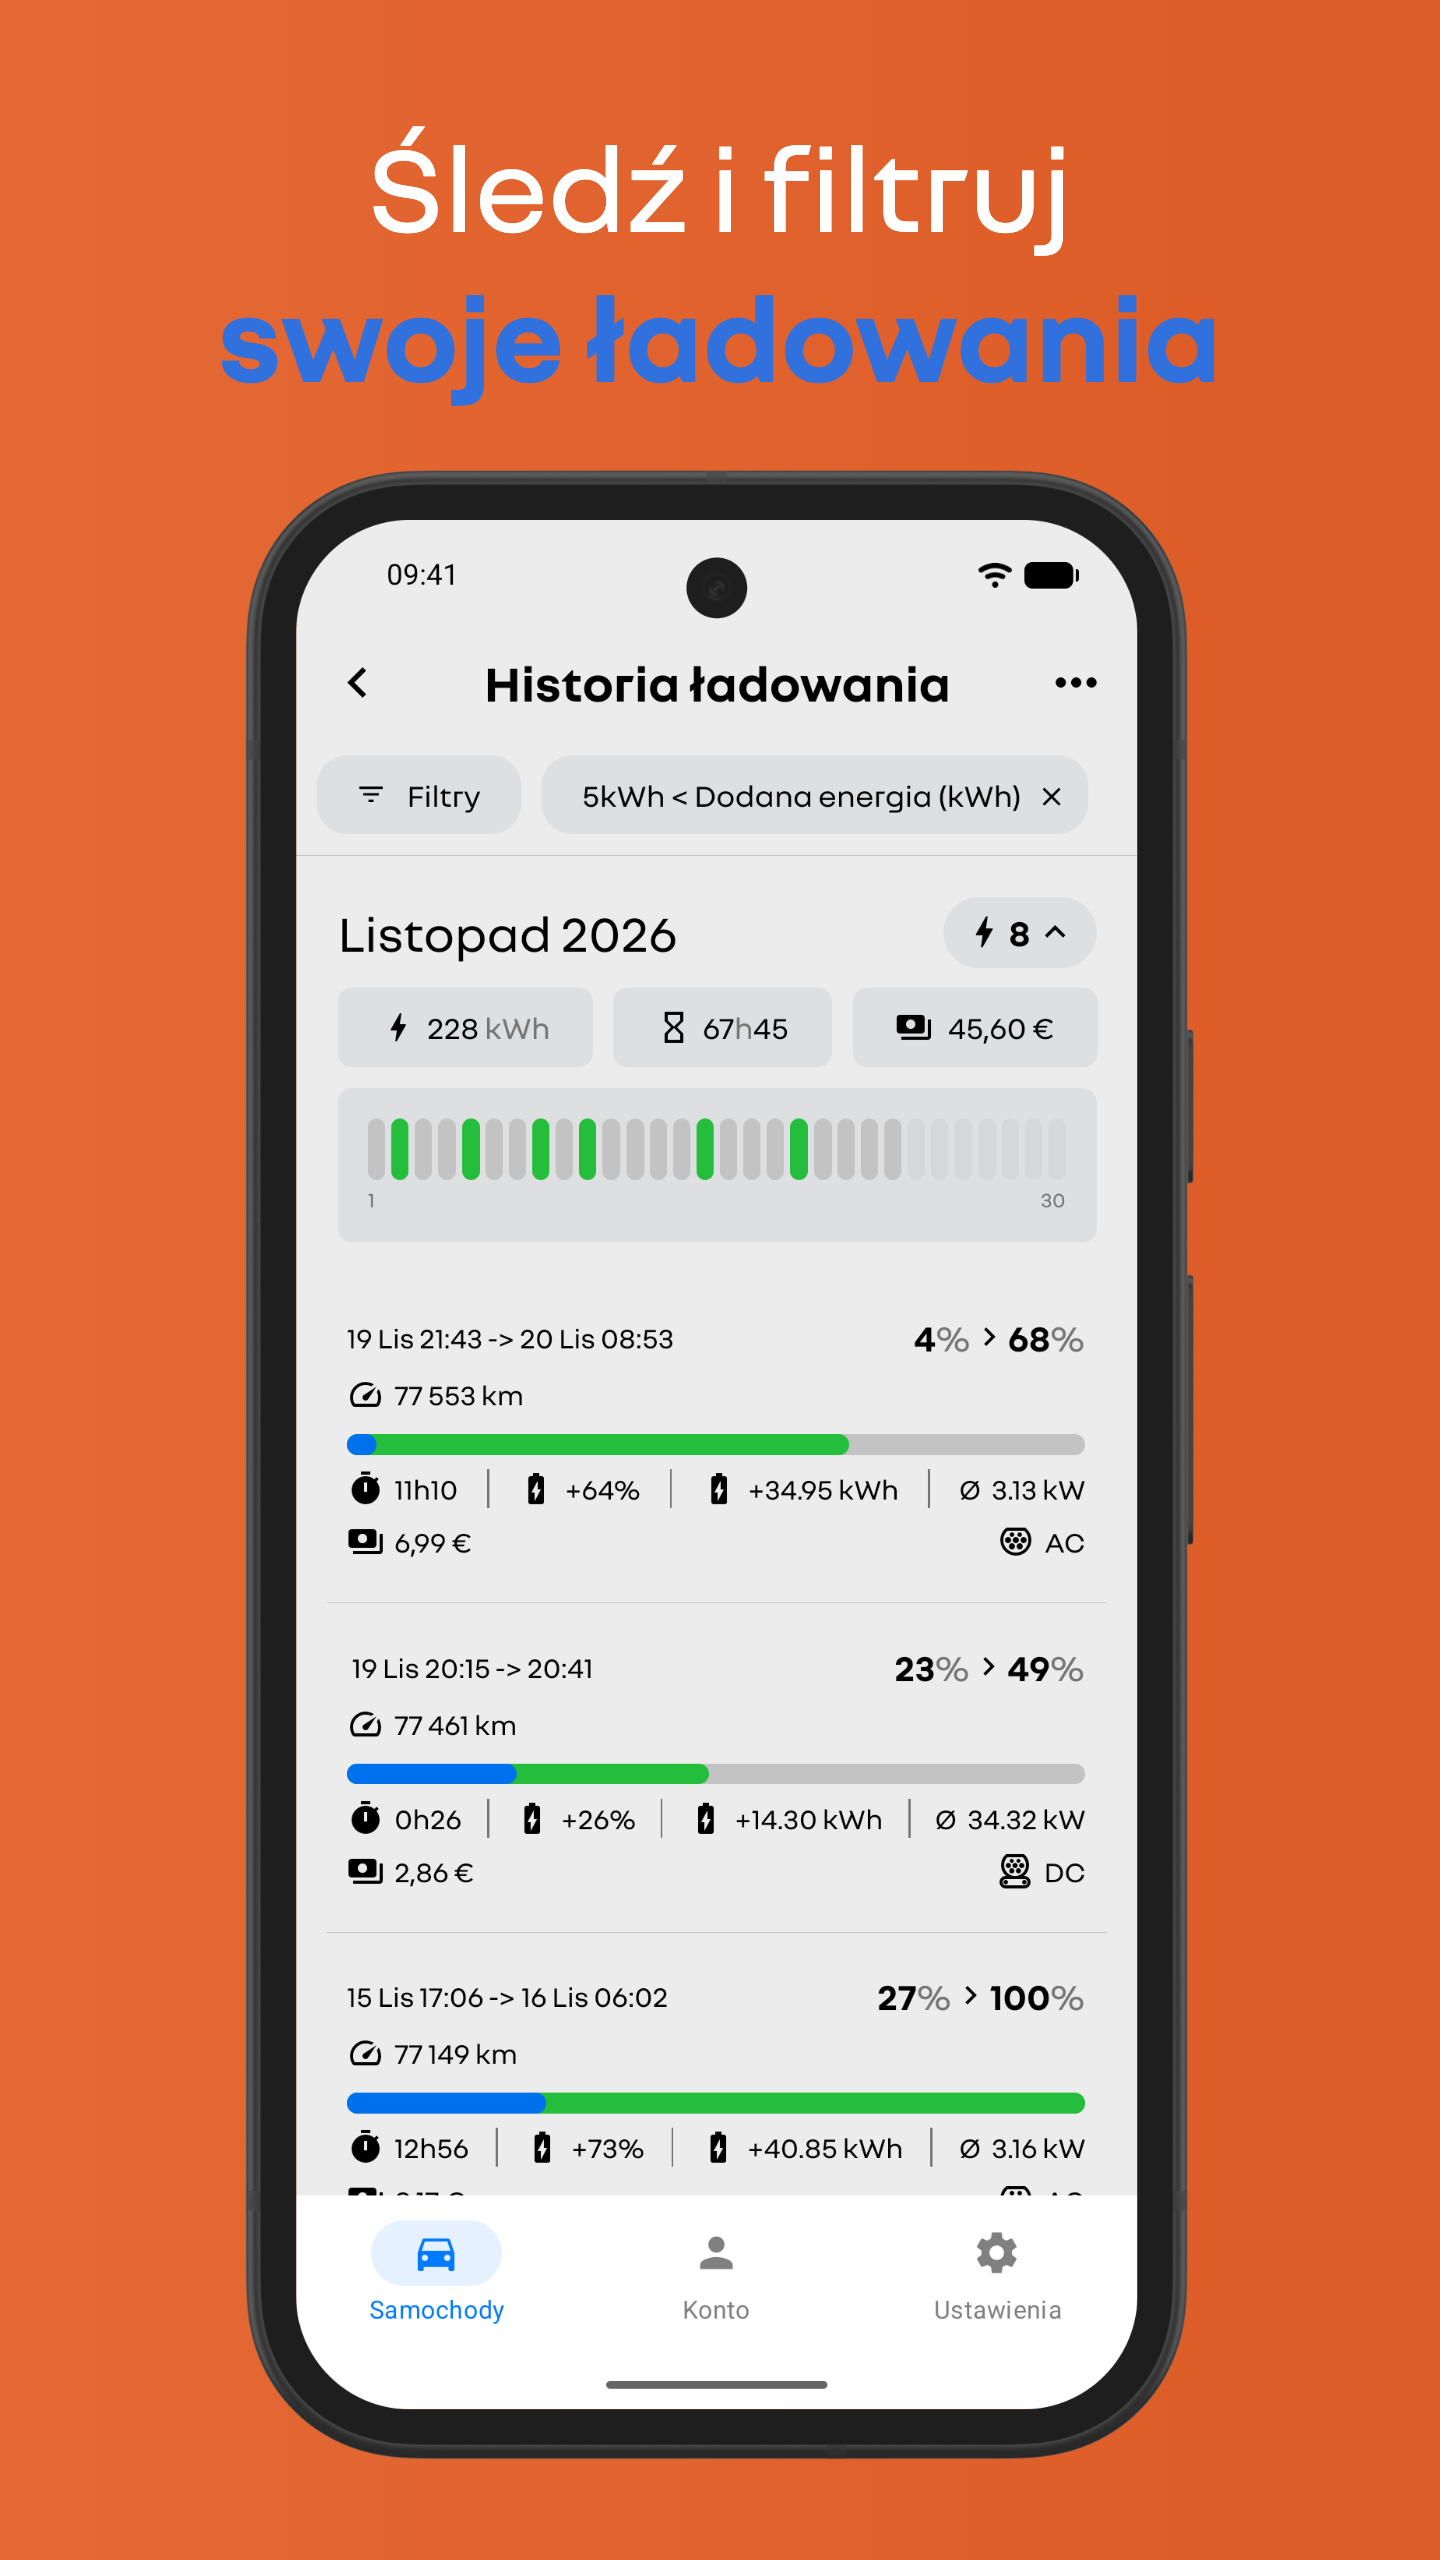 Śledź i filtruj
swoje ładowania
09:41
Historia ładowania
Filtry
5kWh < Dodana energia (kWh)
Listopad 2026
8
228 kWh
67h45
45,60 €
1
30
19 Lis 21:43 -> 20 Lis 08:53
4% > 68%
77 553 km
11h10
+64%
+34.95 kWh
Ø 3.13 kW
6,99 €
AC
19 Lis 20:15 -> 20:41
23% > 49%
77 461 km
0h26
+26%
+14.30 kWh
Ø 34.32 kW
2,86 €
DC
15 Lis 17:06 -> 16 Lis 06:02
27% > 100%
77 149 km
12h56
+73%
+40.85 kWh
Ø 3.16 kW
Samochody
Konto
Ustawienia